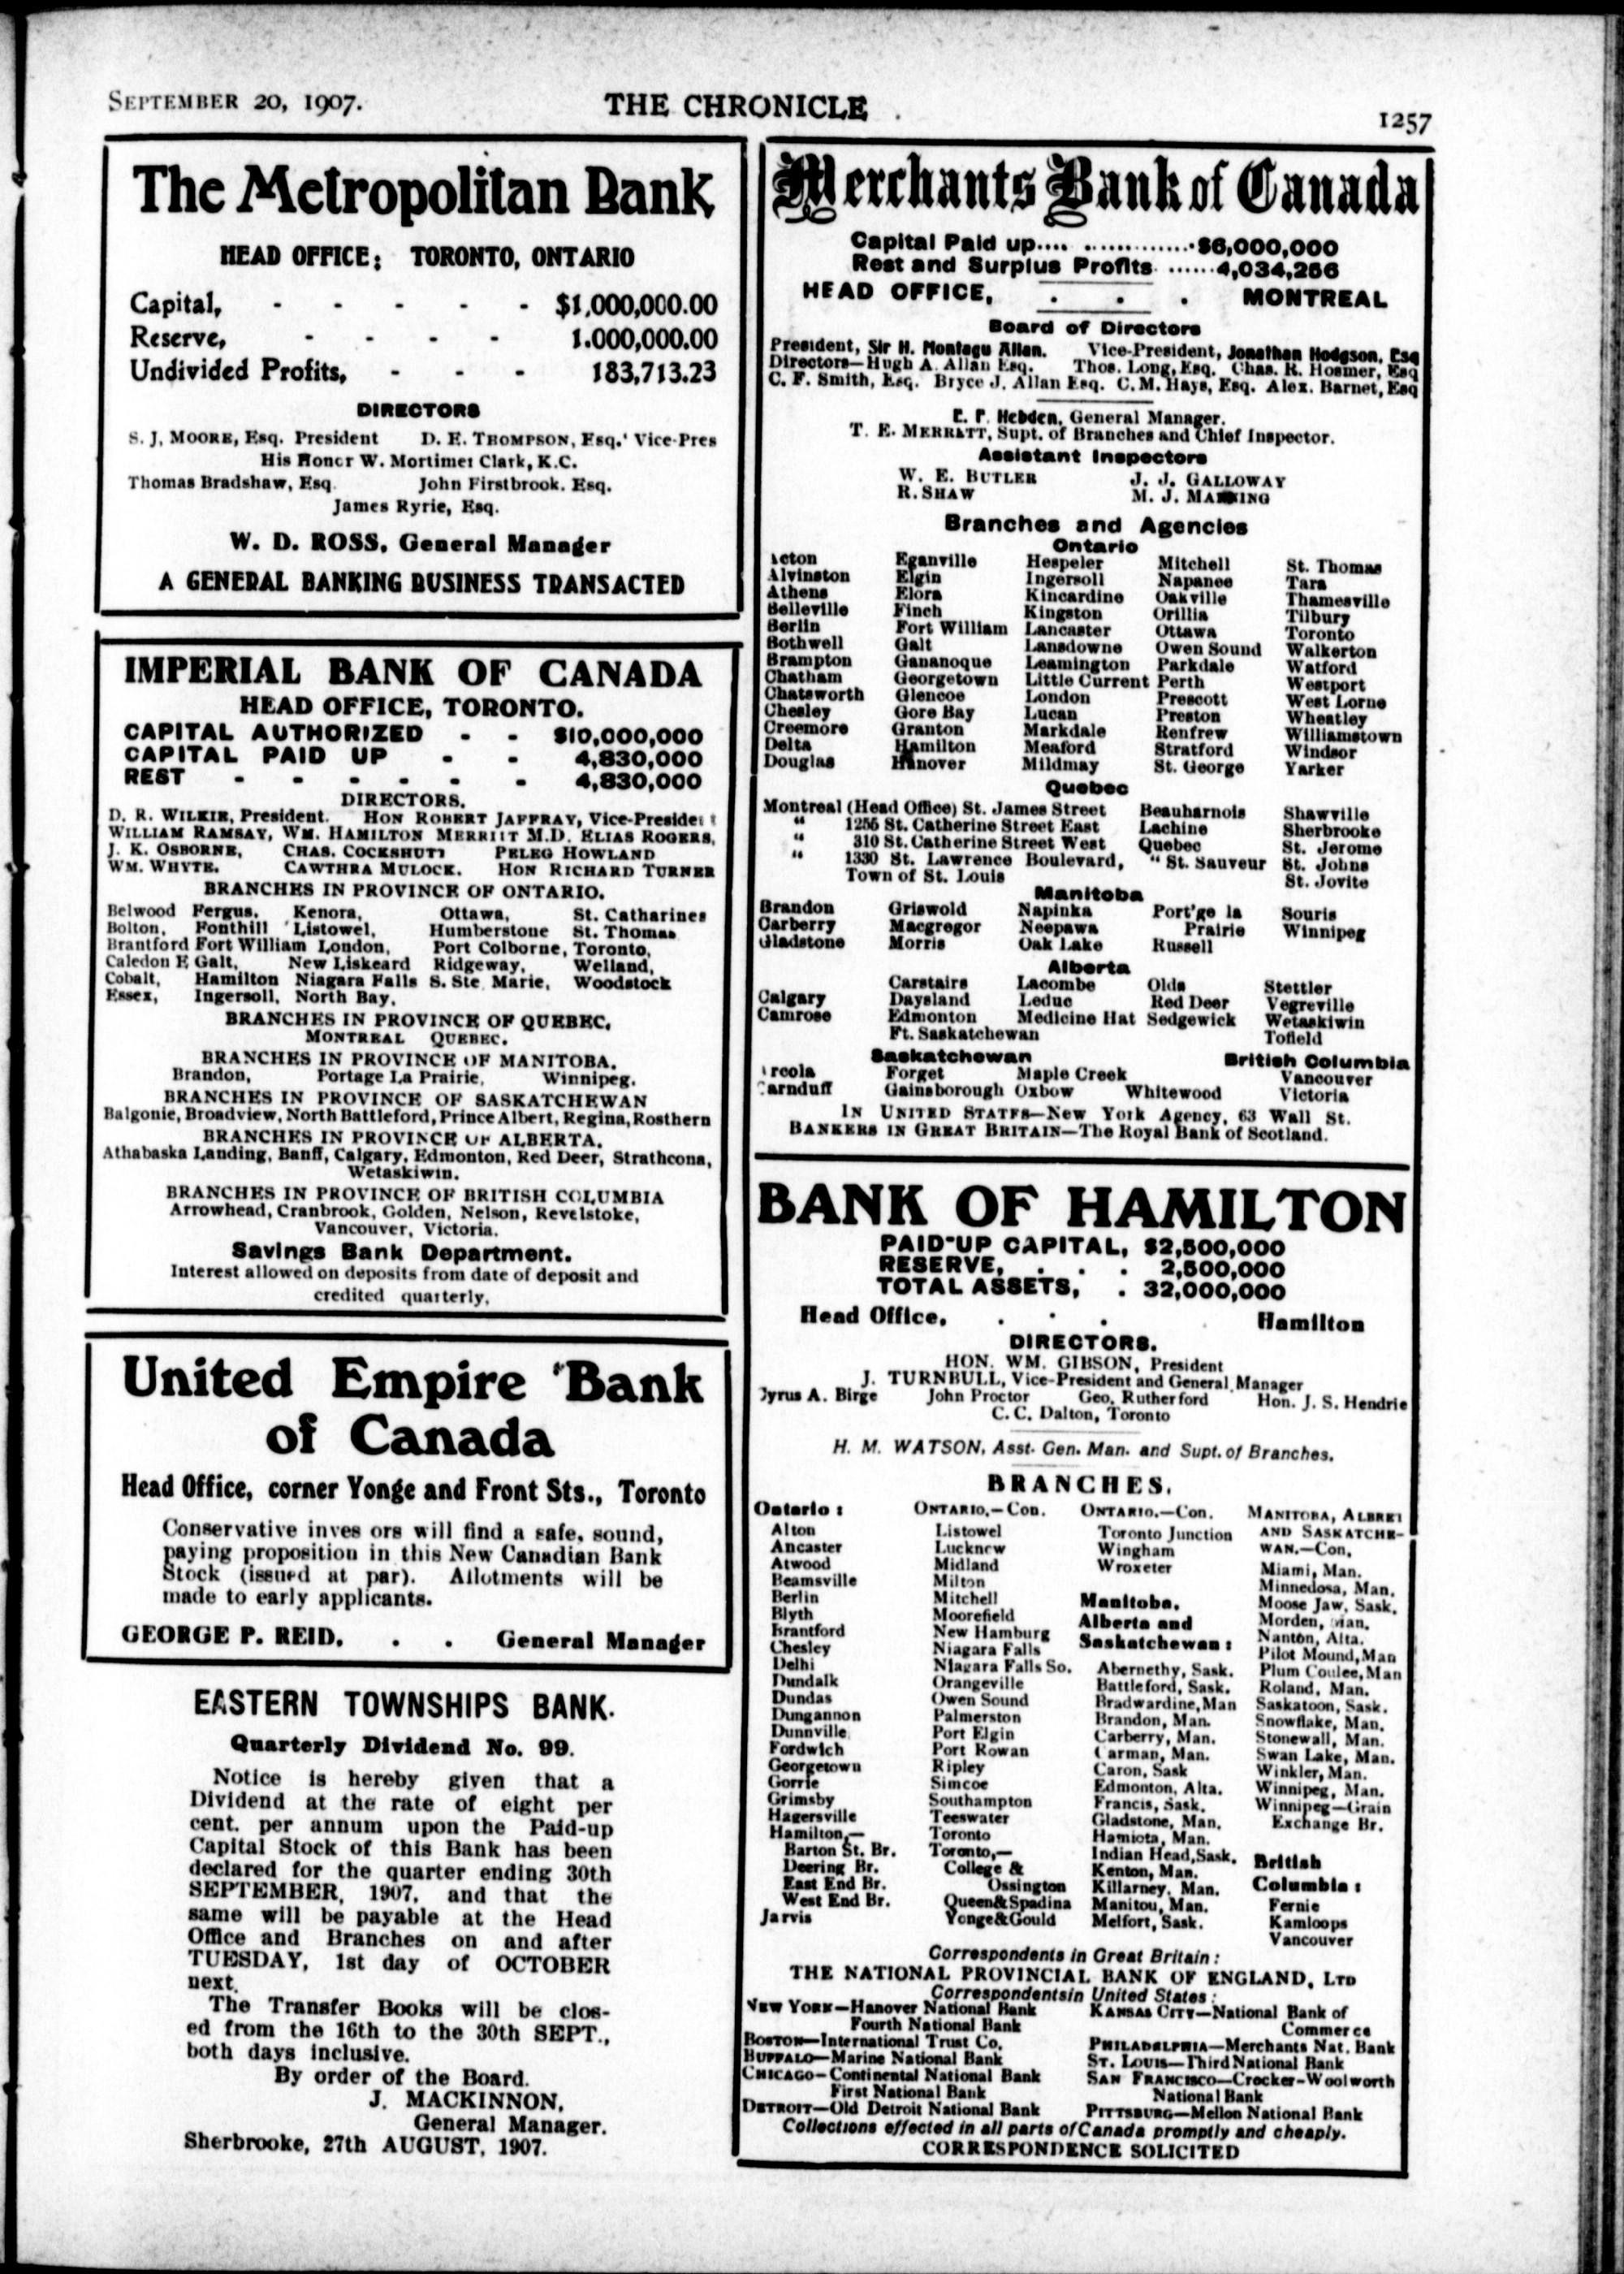 SEPTEMBER 20, 1907.
THE CHRONICLE
1257
The Metropolitan Bank
HEAD OFFICE; TORONTO, ONTARIO
Capital, - - - - - $1,000,000.00
Reserve, - - - - 1.000,000.00
Undivided Profits, - - - 183,713.23
DIRECTORS
S. J. MOORE, Esq. President D. E. THOMPSON, Esq. Vice-Pres
His Honor W. Mortimer Clark, K.C.
Thomas Bradshaw, Esq John Firstbrook. Esq.
James Ryrie, Esq.
W. D. ROSS, General Manager
A GENERAL BANKING BUSINESS TRANSACTED
IMPERIAL BANK OF CANADA
HEAD OFFICE, TORONTO.
CAPITAL AUTHORIZED - - $10,000,000
CAPITAL PAID UP - - 4,830,000
REST - - - - - - 4,830,000
DIRECTORS.
D. R. WILKIE, President. HON ROBERT JAFFRAY, Vice-President
WILLIAM RAMSAY, WM. HAMILTON MERRITT M.D. ELIAS ROGERS,
J. K. OSBORNE, CHAS. COCKSHUTT PELEG HOWLAND
WM. WHYTE. CAWTHRA MULOCK. HON RICHARD TURNER
BRANCHES IN PROVINCE OF ONTARIO.
Belwood Fergus. Kenora, Ottawa, St. Catharines
Bolton, Fonthill Listowel, Humberstone St. Thomas
Brantford Fort William London, Port Colborne, Toronto,
Caledon E Galt, New Liskeard Ridgeway, Welland,
Cobalt, Hamilton Niagara Falls S. Ste Marie, Woodstock
Essex, Ingersoll, North Bay,
BRANCHES IN PROVINCE OF QUEBEC,
MONTREAL QUEBEC.
BRANCHES IN PROVINCE OF MANITOBA.
Brandon, Portage La Prairie, Winnipeg.
BRANCHES IN PROVINCE OF SASKATCHEWAN
Balgonie, Broadview, North Battleford, Prince Albert, Regina, Rosthern
BRANCHES IN PROVINCE OF ALBERTA.
Athabaska Landing, Banff, Calgary, Edmonton, Red Deer, Strathcona,
Wetaskiwin.
BRANCHES IN PROVINCE OF BRITISH COLUMBIA
Arrowhead, Cranbrook, Golden, Nelson, Revelstoke,
Vancouver, Victoria.
Savings Bank Department.
Interest allowed on deposits from date of deposit and
credited quarterly,
United Empire Bank
of Canada
Head Office, corner Yonge and Front Sts., Toronto
Conservative inves ors will find a safe, sound,
paying proposition in this New Canadian Bank
Stock (issued at par). Allotments will be
made to early applicants.
GEORGE P. REID. . . General Manager
EASTERN TOWNSHIPS BANK.
Quarterly Dividend No. 99.
Notice is hereby given that a
Dividend at the rate of eight per
cent. per annum upon the Paid-up
Capital Stock of this Bank has been
declared for the quarter ending 30th
SEPTEMBER, 1907, and that the
same will be payable at the Head
Office and Branches on and after
TUESDAY, 1st day of OCTOBER
next.
The Transfer Books will be clos-
ed from the 16th to the 30th SEPT.,
both days inclusive.
By order of the Board.
J. MACKINNON,
General Manager.
Sherbrooke, 27th AUGUST, 1907.
Merchants Bank of Canada
Capital Paid up.... ............. $6,000,000
Rest and Surplus Profits ...... 4,034,256
HEAD OFFICE, . . . MONTREAL
Board of Directors
President, Sir H. Montagu Allan. Vice-President, Jonathan Hodgson, Esq
Directors—Hugh A. Allan Esq. Thos. Long, Esq. Chas. R. Hosmer, Esq
C. F. Smith, Esq. Bryce J. Allan Esq. C. M. Hays, Esq. Alex. Barnet, Esq
E. F. Hebden, General Manager.
T. E. MERRETT, Supt. of Branches and Chief Inspector.
Assistant Inspectors
W. E. BUTLER J. J. GALLOWAY
R. SHAW M. J. MANNING
Branches and Agencies
Ontario
Acton Eganville Hespeler Mitchell St. Thomas
Alvinston Elgin Ingersoll Napanee Tara
Athens Elora Kincardine Oakville Thamesville
Belleville Finch Kingston Orillia Tilbury
Berlin Fort William Lancaster Ottawa Toronto
Bothwell Galt Lansdowne Owen Sound Walkerton
Brampton Gananoque Leamington Parkdale Watford
Chatham Georgetown Little Current Perth Westport
Chatsworth Glencoe London Prescott West Lorne
Chesley Gore Bay Lucan Preston Wheatley
Creemore Granton Markdale Renfrew Williamstown
Delta Hamilton Meaford Stratford Windsor
Douglas Hanover Mildmay St. George Yarker
Quebec
Montreal (Head Office) St. James Street Beauharnois Shawville
" 1255 St. Catherine Street East Lachine Sherbrooke
" 310 St. Catherine Street West Quebec St. Jerome
" 1330 St. Lawrence Boulevard, " St. Sauveur St. Johns
Town of St. Louis St. Jovite
Manitoba
Brandon Griswold Napinka Port'ge la Souris
Carberry Macgregor Neepawa Prairie Winnipeg
Gladstone Morris Oak Lake Russell
Alberta
Carstairs Lacombe Olds Stettler
Calgary Daysland Leduc Red Deer Vegreville
Camrose Edmonton Medicine Hat Sedgewick Wetaskiwin
Ft. Saskatchewan Tofield
Saskatchewan British Columbia
Arcola Forget Maple Creek Vancouver
Carnduff Gainsborough Oxbow Whitewood Victoria
IN UNITED STATES—New York Agency, 63 Wall St.
BANKERS IN GREAT BRITAIN—The Royal Bank of Scotland.
BANK OF HAMILTON
PAID-UP CAPITAL, $2,500,000
RESERVE, . . . 2,500,000
TOTAL ASSETS, . 32,000,000
Head Office. . . . Hamilton
DIRECTORS.
HON. WM. GIBSON, President
J. TURNBULL, Vice-President and General Manager
Cyrus A. Birge John Proctor Geo. Rutherford Hon. J. S. Hendrie
C. C. Dalton, Toronto
H. M. WATSON, Asst. Gen. Man. and Supt. of Branches.
BRANCHES.
Ontario :
Alton
Ancaster
Atwood
Beamsville
Berlin
Blyth
Brantford
Chesley
Delhi
Dundalk
Dundas
Dungannon
Dunnville
Fordwich
Georgetown
Gorrie
Grimsby
Hagersville
Hamilton,—
Barton St. Br.
Deering Br.
East End Br.
West End Br.
Jarvis
ONTARIO,—Con.
Listowel
Lucknow
Midland
Milton
Mitchell
Moorefield
New Hamburg
Niagara Falls
Niagara Falls So.
Orangeville
Owen Sound
Palmerston
Port Elgin
Port Rowan
Ripley
Simcoe
Southampton
Teeswater
Toronto
Toronto,—
College &
Ossington
Queen & Spadina
Yonge & Gould
ONTARIO.—Con.
Toronto Junction
Wingham
Wroxeter
Manitoba,
Alberta and
Saskatchewan :
Abernethy, Sask.
Battleford, Sask.
Bradwardine, Man
Brandon, Man.
Carberry, Man.
Carman, Man.
Caron, Sask
Edmonton, Alta.
Francis, Sask.
Gladstone, Man.
Hamiota, Man.
Indian Head, Sask.
Kenton, Man.
Killarney, Man.
Manitou, Man.
Melfort, Sask.
MANITOBA, ALBERT
AND SASKATCHE-
WAN.—Con,
Miami, Man.
Minnedosa, Man.
Moose Jaw, Sask.
Morden, Man.
Nanton, Alta.
Pilot Mound, Man
Plum Coulee, Man
Roland, Man.
Saskatoon, Sask.
Snowflake, Man.
Stonewall, Man.
Swan Lake, Man.
Winkler, Man.
Winnipeg, Man.
Winnipeg—Grain
Exchange Br.
British
Columbia :
Fernie
Kamloops
Vancouver
Correspondents in Great Britain :
THE NATIONAL PROVINCIAL BANK OF ENGLAND, LTD
Correspondents in United States :
NEW YORK—Hanover National Bank
Fourth National Bank
BOSTON—International Trust Co.
BUFFALO—Marine National Bank
CHICAGO—Continental National Bank
First National Bank
DETROIT—Old Detroit National Bank
KANSAS CITY—National Bank of
Commerce
PHILADELPHIA—Merchants Nat. Bank
ST. LOUIS—Third National Bank
SAN FRANCISCO—Crocker-Woolworth
National Bank
PITTSBURG—Mellon National Bank
Collections effected in all parts of Canada promptly and cheaply.
CORRESPONDENCE SOLICITED